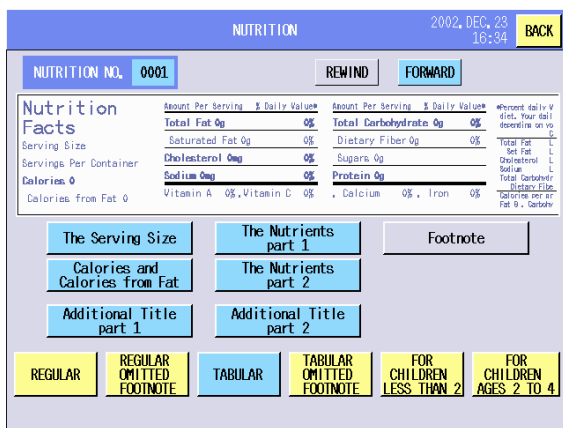 NUTRITION
2002, DEC, 23
16:34
BACK
NUTRITION NO, 0001
REWIND
FORWARD
Nutrition
Facts
Serving Size
Servings Per Container
Calories 0
Calories from Fat 0
Amount Per Serving % Daily Value*
Total Fat 0g 0%
Saturated Fat 0g 0%
Cholesterol 0mg 0%
Sodium 0mg 0%
Vitamin A 0%, Vitamin C 0%
Amount Per Serving % Daily Value*
Total Carbohydrate 0g 0%
Dietary Fiber 0g 0%
Sugars 0g
Protein 0g
, Calcium 0%, Iron 0%
*Percent daily V
diet. Your dail
depending on yo
C
Total Fat L
Sat Fat L
Cholesterol L
Sodium L
Total Carbohydr
Dietary Fibe
Calories per gr
Fat 9 . Carbohy
The Serving Size
The Nutrients
part 1
Footnote
Calories and
Calories from Fat
The Nutrients
part 2
Additional Title
part 1
Additional Title
part 2
REGULAR
REGULAR
OMITTED
FOOTNOTE
TABULAR
TABULAR
OMITTED
FOOTNOTE
FOR
CHILDREN
LESS THAN 2
FOR
CHILDREN
AGES 2 TO 4